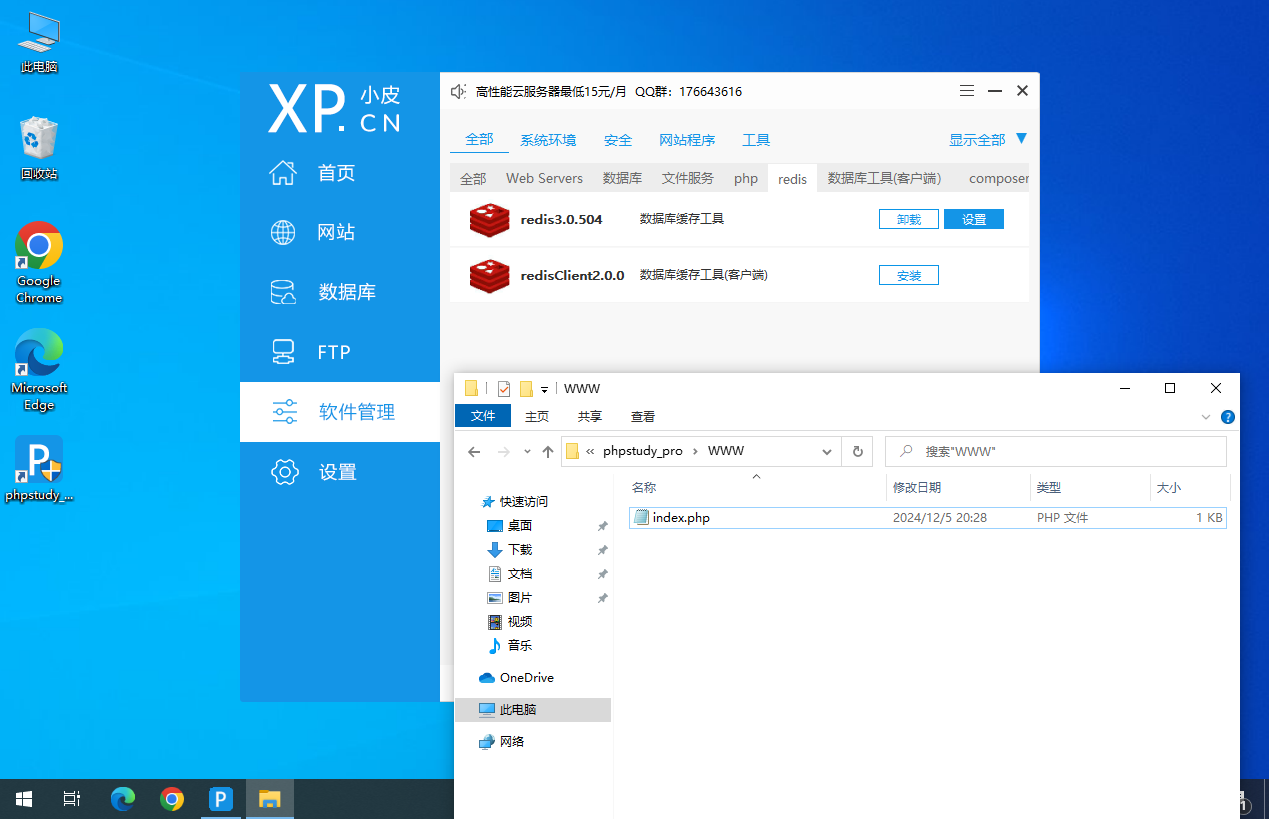 此电脑
回收站
Google
Chrome
Microsoft
Edge
phpstudy_...
XP.
小皮
CN
首页
网站
数据库
FTP
软件管理
设置
高性能云服务器最低15元/月 QQ群：176643616
全部 系统环境 安全 网站程序 工具 显示全部
全部 Web Servers 数据库 文件服务 php redis 数据库工具(客户端) composer
redis3.0.504 数据库缓存工具 卸载 设置
redisClient2.0.0 数据库缓存工具(客户端) 安装
WWW
文件 主页 共享 查看
« phpstudy_pro › WWW 搜索"WWW"
名称 修改日期 类型 大小
index.php 2024/12/5 20:28 PHP 文件 1 KB
快速访问
桌面
下载
文档
图片
视频
音乐
OneDrive
此电脑
网络